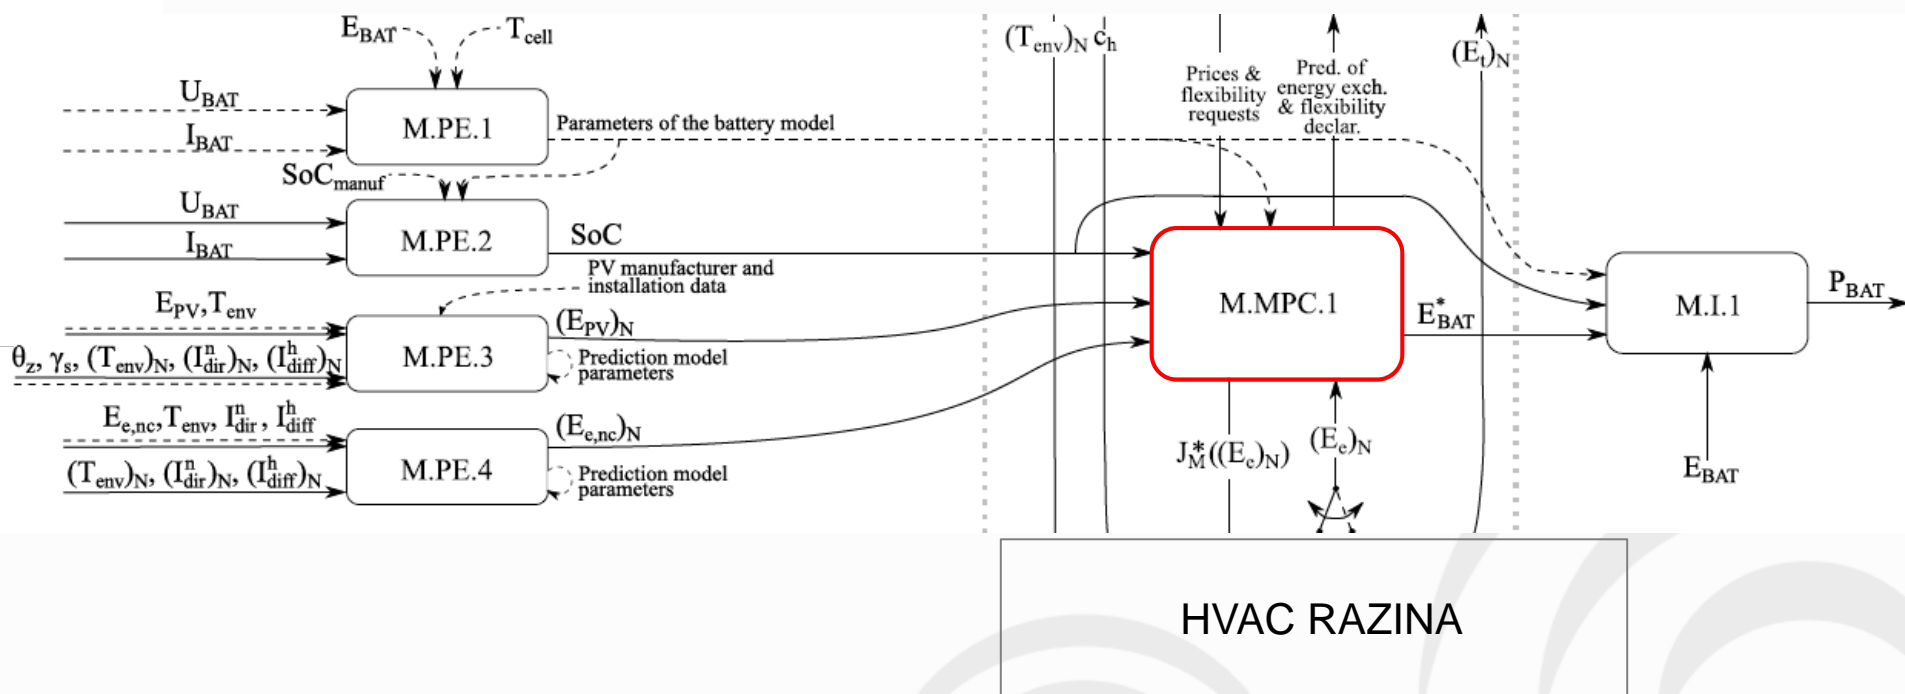 E_BAT
T_cell
(T_env)_N c_h
(E_t)_N
U_BAT
M.PE.1
I_BAT
Parameters of the battery model
Prices &
flexibility
requests
Pred. of
energy exch.
& flexibility
declar.
SoC_manuf
U_BAT
M.PE.2
I_BAT
SoC
PV manufacturer and
installation data
E_PV, T_env
(E_PV)_N
M.PE.3
θ_z, γ_s, (T_env)_N, (I^n_dir)_N, (I^h_diff)_N
Prediction model
parameters
E_e,nc, T_env, I^n_dir, I^h_diff
(E_e,nc)_N
M.PE.4
(T_env)_N, (I^n_dir)_N, (I^h_diff)_N
Prediction model
parameters
M.MPC.1
E*_BAT
M.I.1
P_BAT
J*_M((E_c)_N)
(E_c)_N
E_BAT
HVAC RAZINA